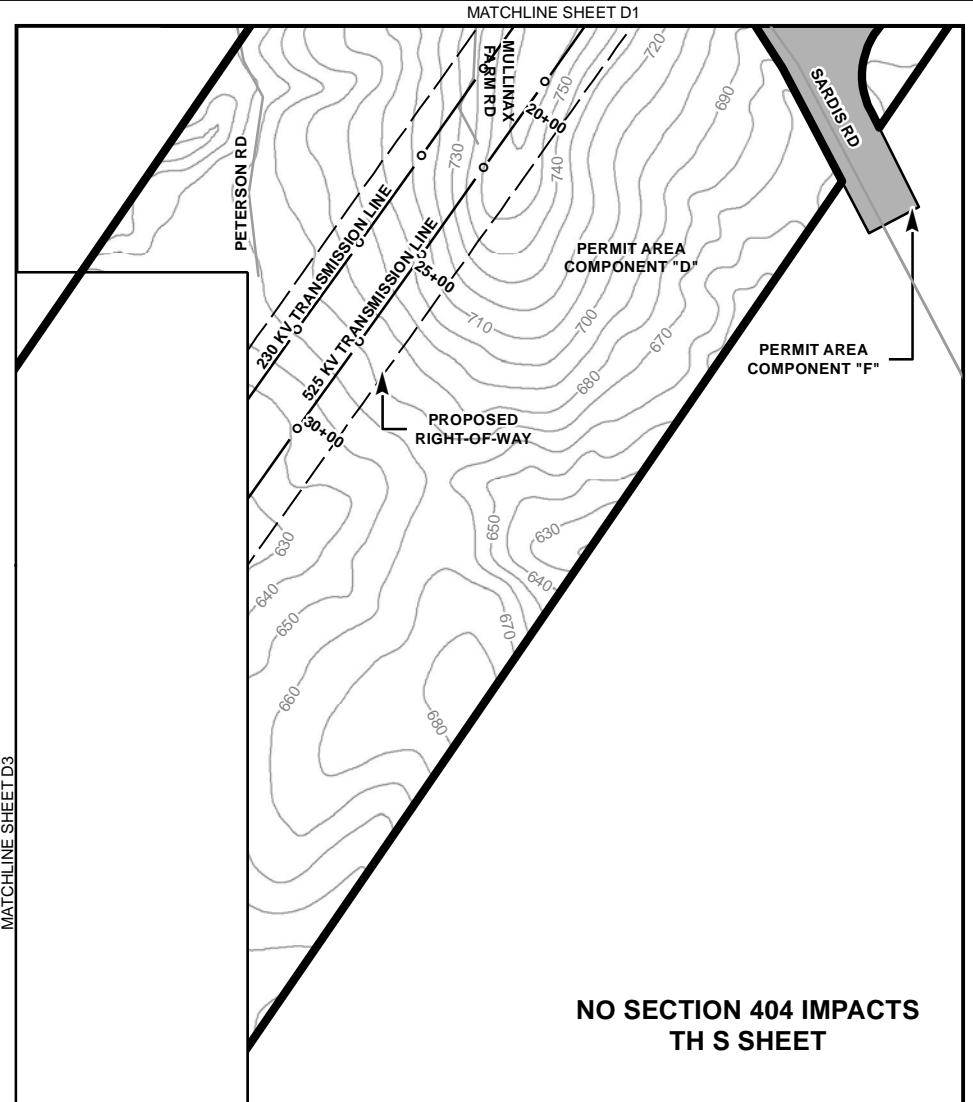 MATCHLINE SHEET D1
MULLINAX
FARM RD
720
750
690
SARDIS RD
20+00
PETERSON RD
730
740
230 KV TRANSMISSION LINE
525 KV TRANSMISSION LINE
PERMIT AREA
COMPONENT "D"
25+00
710
700
670
PERMIT AREA
COMPONENT "F"
680
PROPOSED
RIGHT-OF-WAY
30+00
650
630
630
640
640
650
670
660
680
MATCHLINE SHEET D3
NO SECTION 404 IMPACTS
TH S SHEET